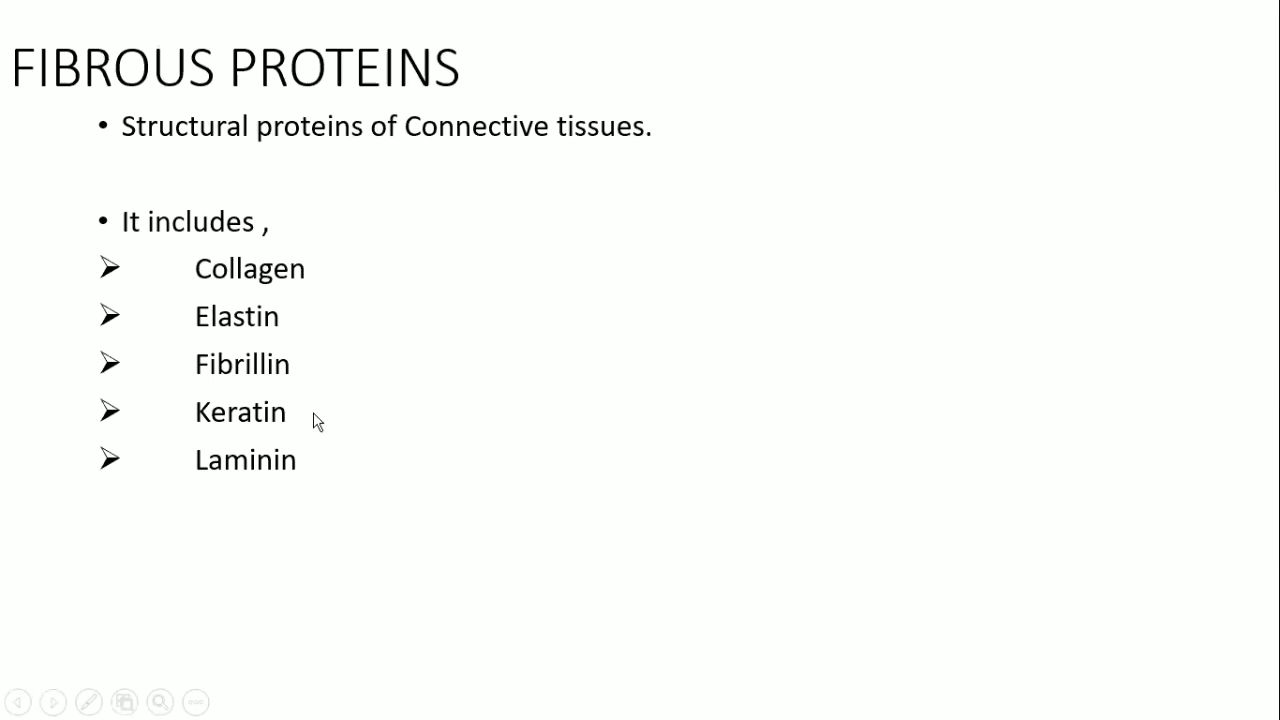 FIBROUS PROTEINS
• Structural proteins of Connective tissues.
• It includes ,
➢ Collagen
➢ Elastin
➢ Fibrillin
➢ Keratin
➢ Laminin